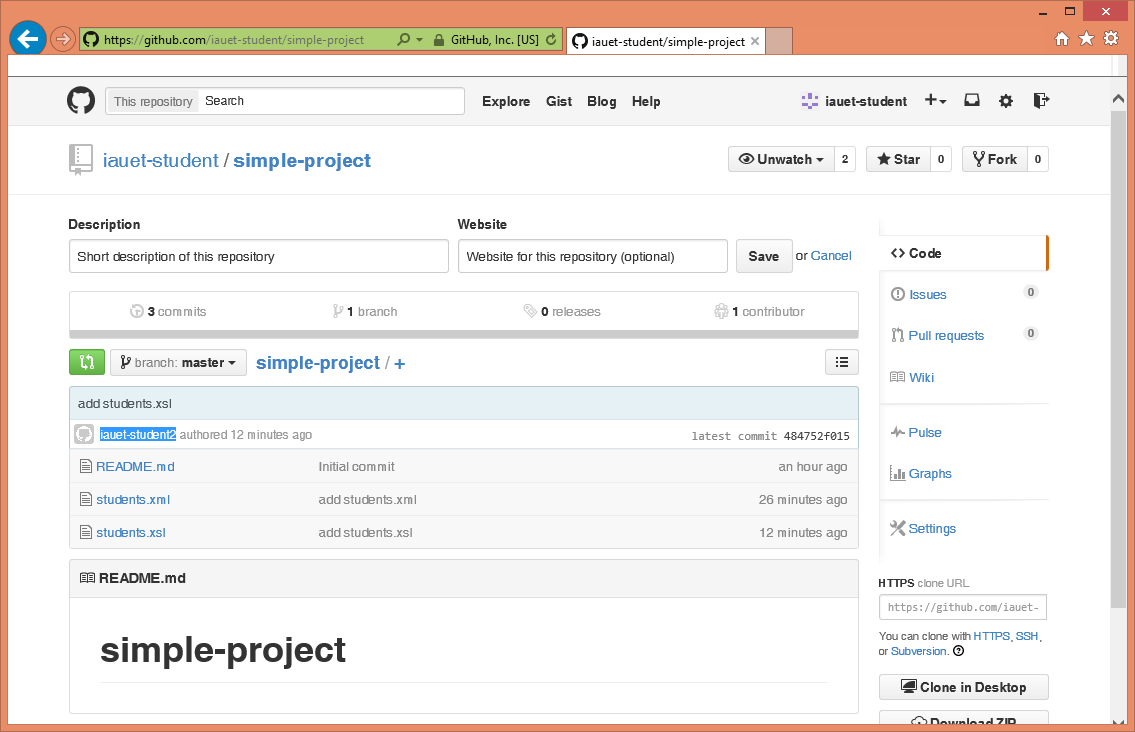 https://github.com/iauet-student/simple-project GitHub, Inc. [US] iauet-student/simple-project
This repository Search Explore Gist Blog Help iauet-student
iauet-student / simple-project Unwatch 2 Star 0 Fork 0
Description Website
Short description of this repository Website for this repository (optional) Save or Cancel
3 commits 1 branch 0 releases 1 contributor
branch: master simple-project / +
add students.xsl
iauet-student2 authored 12 minutes ago latest commit 484752f015
README.md Initial commit an hour ago
students.xml add students.xml 26 minutes ago
students.xsl add students.xsl 12 minutes ago
README.md
simple-project
Code
Issues 0
Pull requests 0
Wiki
Pulse
Graphs
Settings
HTTPS clone URL
https://github.com/iauet-
You can clone with HTTPS, SSH,
or Subversion.
Clone in Desktop
Download ZIP